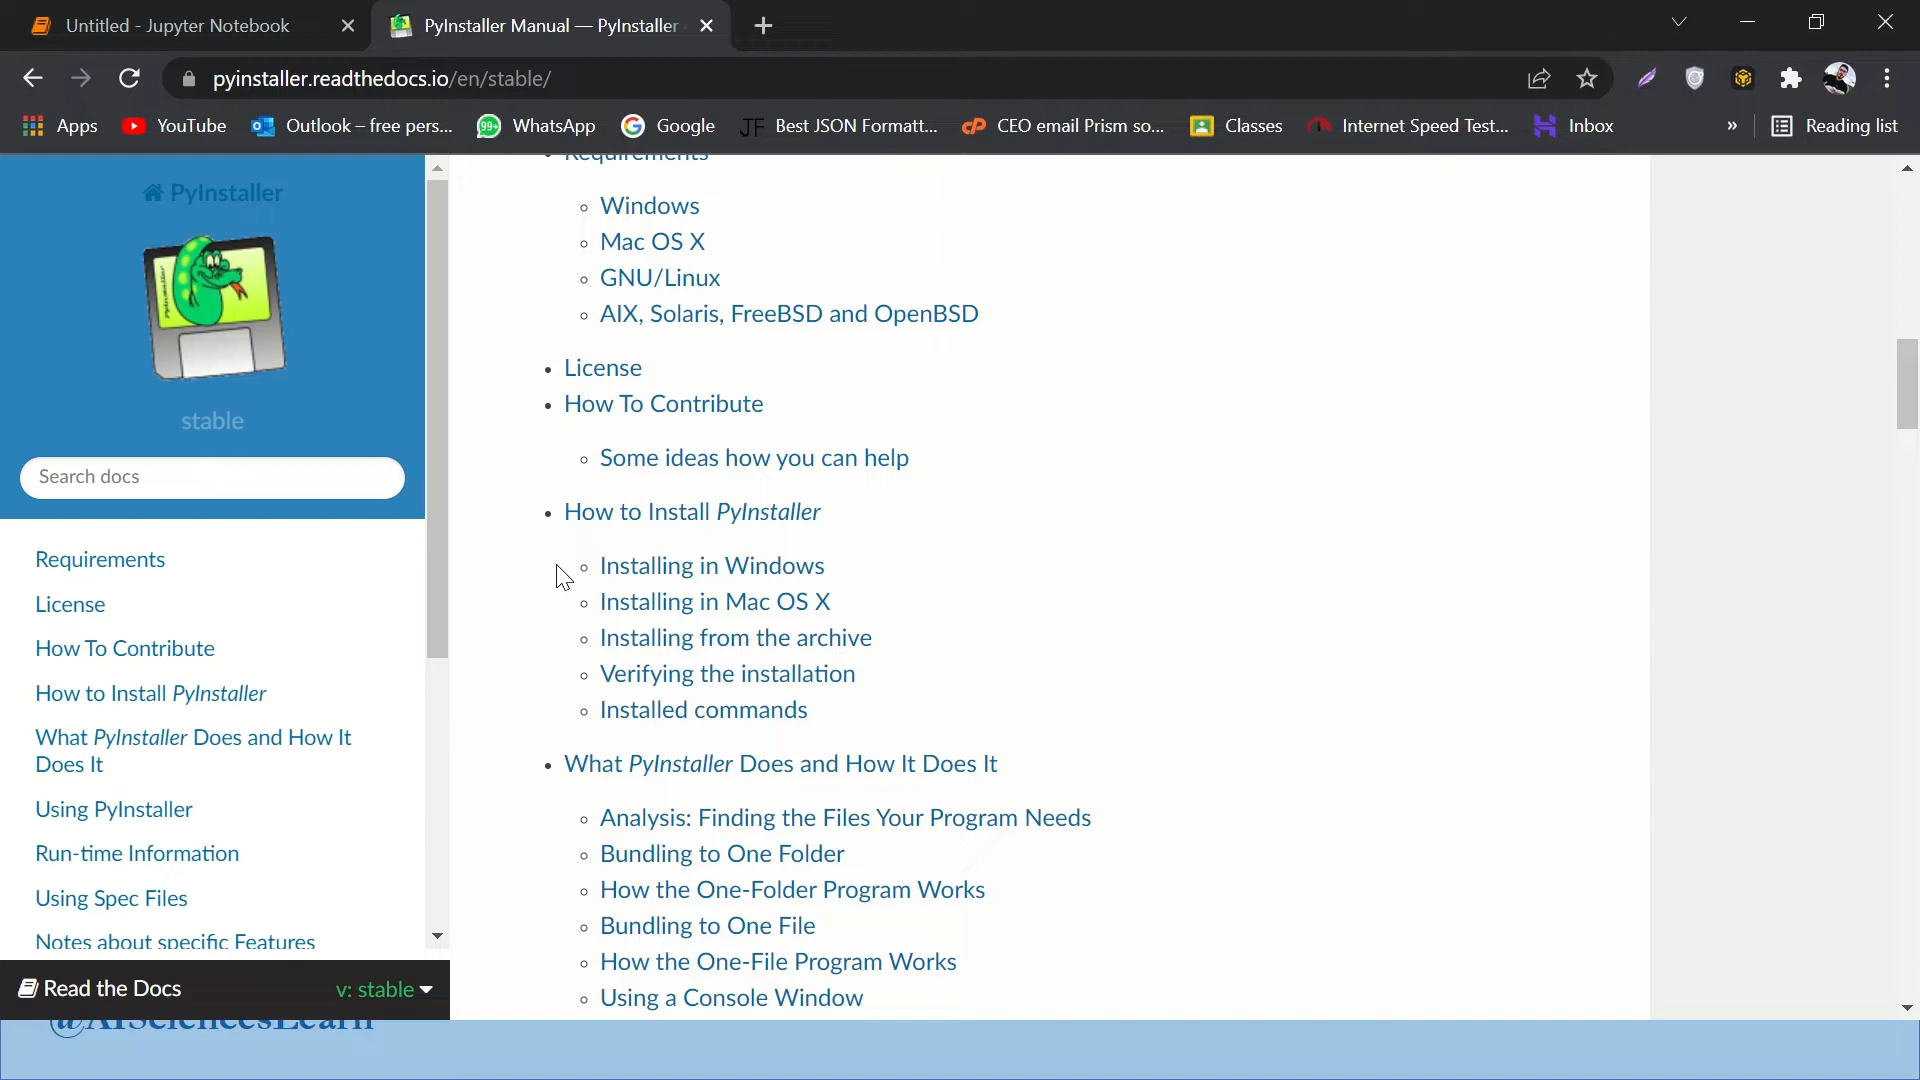 Untitled - Jupyter Notebook
PyInstaller Manual — PyInstaller
pyinstaller.readthedocs.io/en/stable/
Apps
YouTube
Outlook – free pers...
99+
WhatsApp
Google
JF
Best JSON Formatt...
CEO email Prism so...
Classes
Internet Speed Test...
Inbox
»
Reading list
PyInstaller
PyInstaller
stable
Search docs
Requirements
License
How To Contribute
How to Install PyInstaller
What PyInstaller Does and How It
Does It
Using PyInstaller
Run-time Information
Using Spec Files
Notes about specific Features
Read the Docs
v: stable
Requirements
Windows
Mac OS X
GNU/Linux
AIX, Solaris, FreeBSD and OpenBSD
License
How To Contribute
Some ideas how you can help
How to Install PyInstaller
Installing in Windows
Installing in Mac OS X
Installing from the archive
Verifying the installation
Installed commands
What PyInstaller Does and How It Does It
Analysis: Finding the Files Your Program Needs
Bundling to One Folder
How the One-Folder Program Works
Bundling to One File
How the One-File Program Works
Using a Console Window
@AISciencesLearn